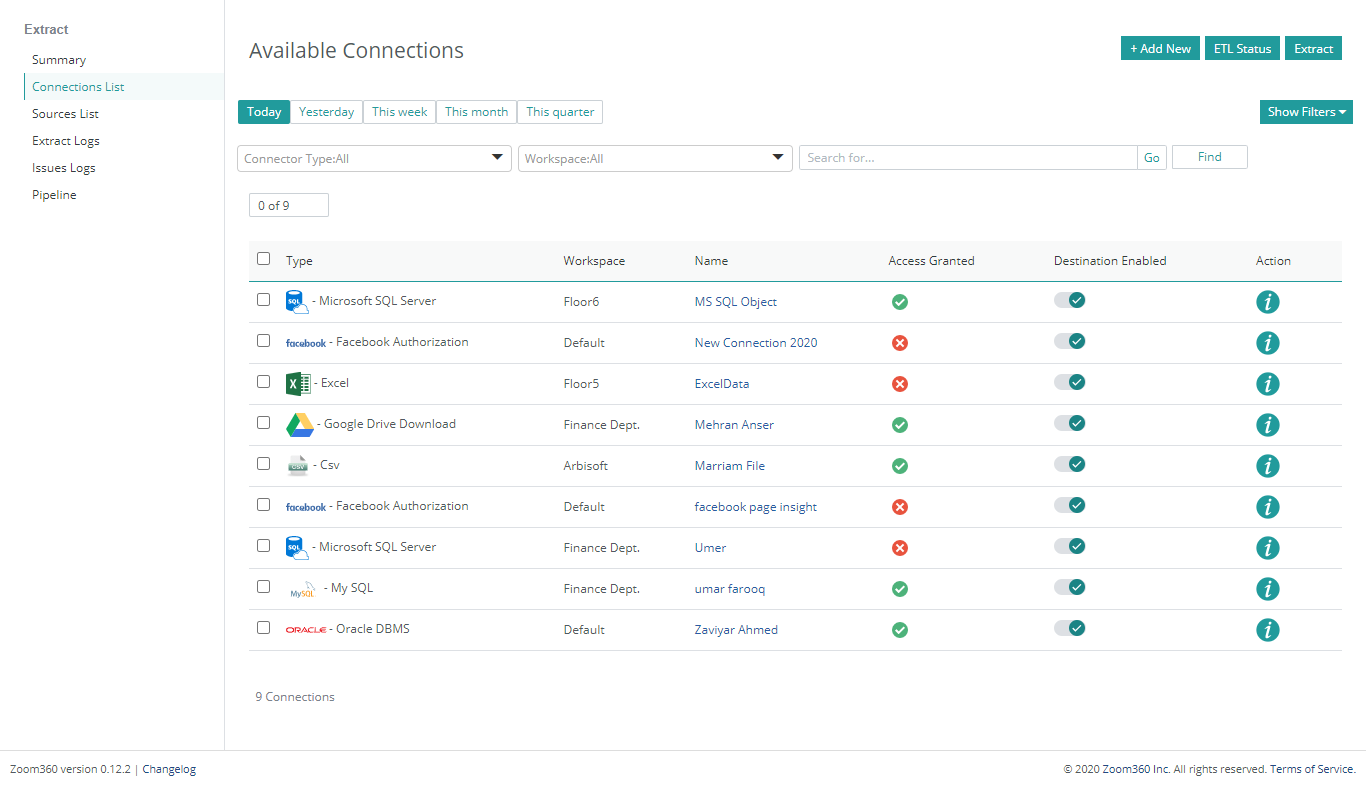 Extract
Summary
Connections List
Sources List
Extract Logs
Issues Logs
Pipeline
Available Connections
+ Add New ETL Status Extract
Today Yesterday This week This month This quarter Show Filters
Connector Type:All Workspace:All Search for... Go Find
0 of 9
Type Workspace Name Access Granted Destination Enabled Action
SQL - Microsoft SQL Server Floor6 MS SQL Object i
facebook - Facebook Authorization Default New Connection 2020 i
X - Excel Floor5 ExcelData i
- Google Drive Download Finance Dept. Mehran Anser i
CSV - Csv Arbisoft Marriam File i
facebook - Facebook Authorization Default facebook page insight i
SQL - Microsoft SQL Server Finance Dept. Umer i
MySQL - My SQL Finance Dept. umar farooq i
ORACLE - Oracle DBMS Default Zaviyar Ahmed i
9 Connections
Zoom360 version 0.12.2 | Changelog © 2020 Zoom360 Inc. All rights reserved. Terms of Service.